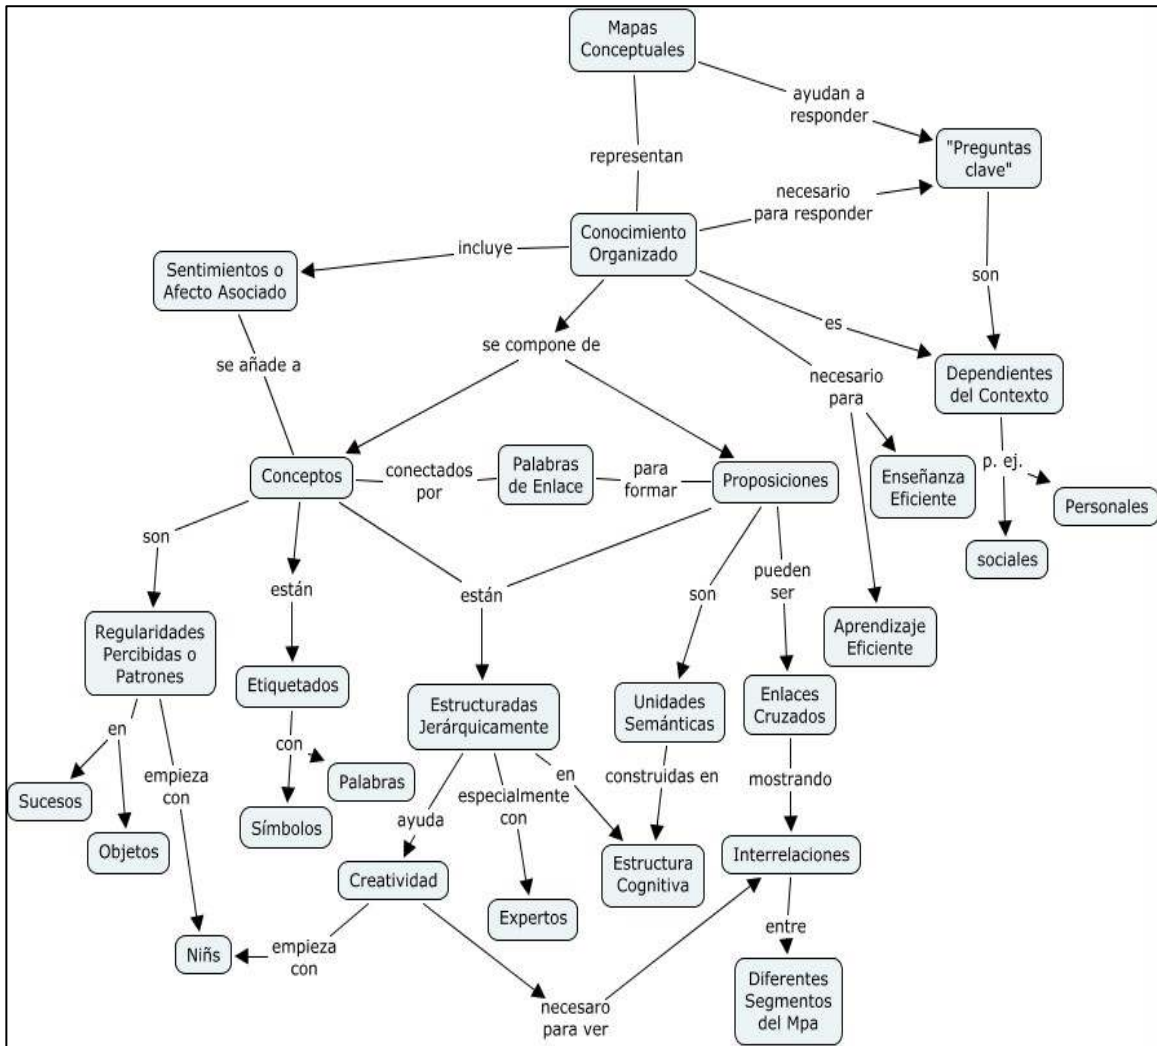 Mapas
Conceptuales
ayudan a
responder
"Preguntas
clave"
representan
necesario
para responder
Conocimiento
Organizado
incluye
Sentimientos o
Afecto Asociado
son
es
se compone de
se añade a
necesario
para
Dependientes
del Contexto
p. ej.
Conceptos
conectados
por
Palabras
de Enlace
para
formar
Proposiciones
Enseñanza
Eficiente
Personales
sociales
son
están
están
son
pueden
ser
Regularidades
Percibidas o
Patrones
Etiquetados
Estructuradas
Jerárquicamente
Unidades
Semánticas
Enlaces
Cruzados
Aprendizaje
Eficiente
en
empieza
con
con
Palabras
Sucesos
Objetos
Símbolos
ayuda
especialmente
con
en
construidas en
mostrando
Creatividad
Expertos
Estructura
Cognitiva
Interrelaciones
Niñs
empieza
con
necesaro
para ver
entre
Diferentes
Segmentos
del Mpa